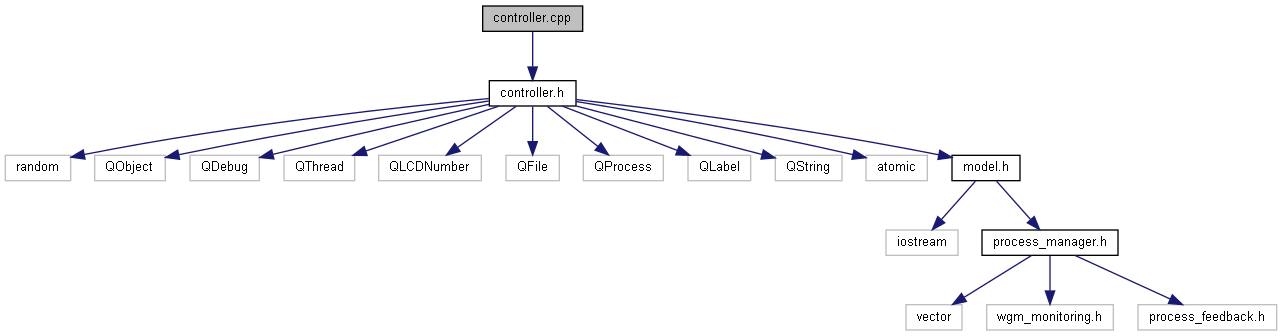 controller.cpp
controller.h
random
QObject
QDebug
QThread
QLCDNumber
QFile
QProcess
QLabel
QString
atomic
model.h
iostream
process_manager.h
vector
wgm_monitoring.h
process_feedback.h